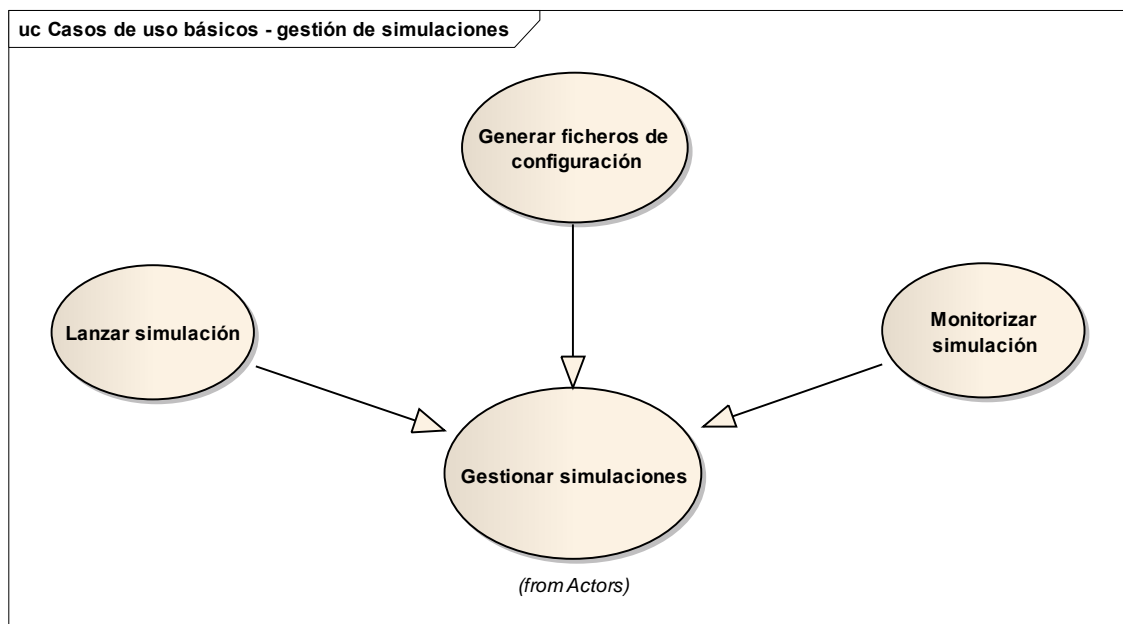 uc Casos de uso básicos - gestión de simulaciones
Generar ficheros de
configuración
Lanzar simulación
Monitorizar
simulación
Gestionar simulaciones
(from Actors)